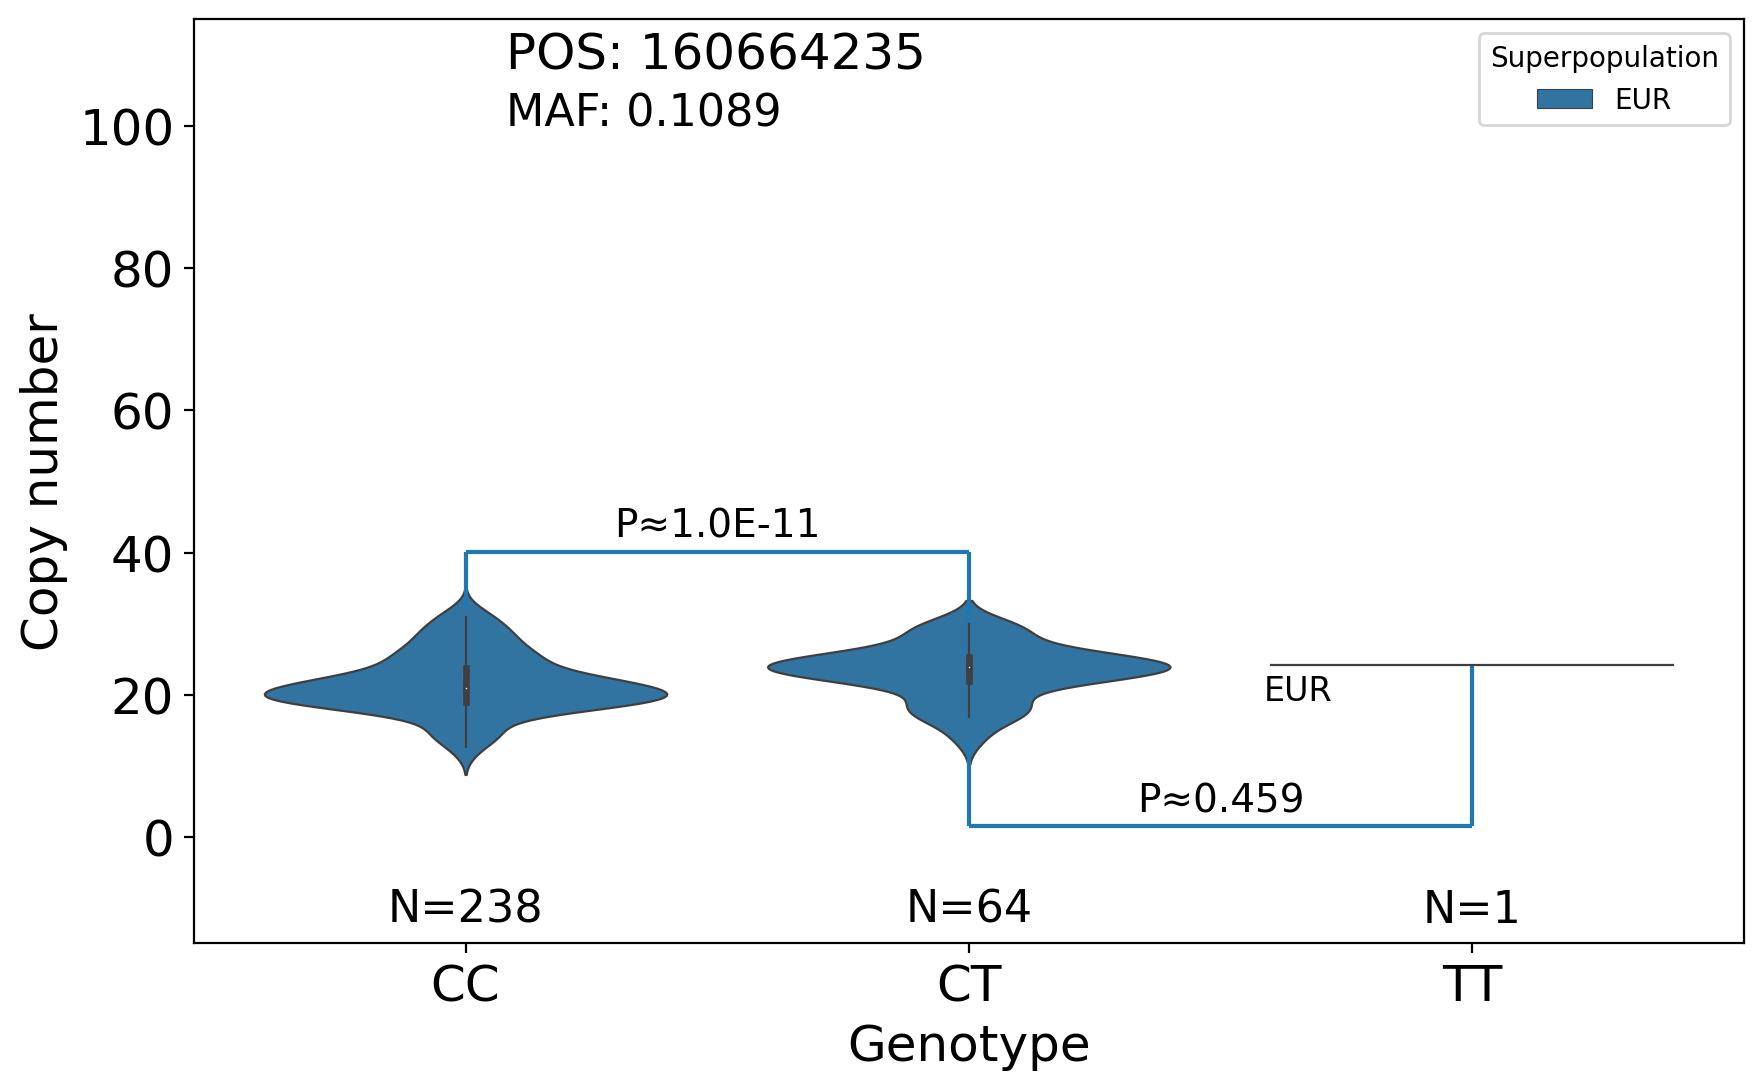 POS: 160664235
MAF: 0.1089
Superpopulation
EUR
100
80
60
40
20
0
Copy number
P≈1.0E-11
EUR
P≈0.459
N=238
N=64
N=1
CC
CT
TT
Genotype